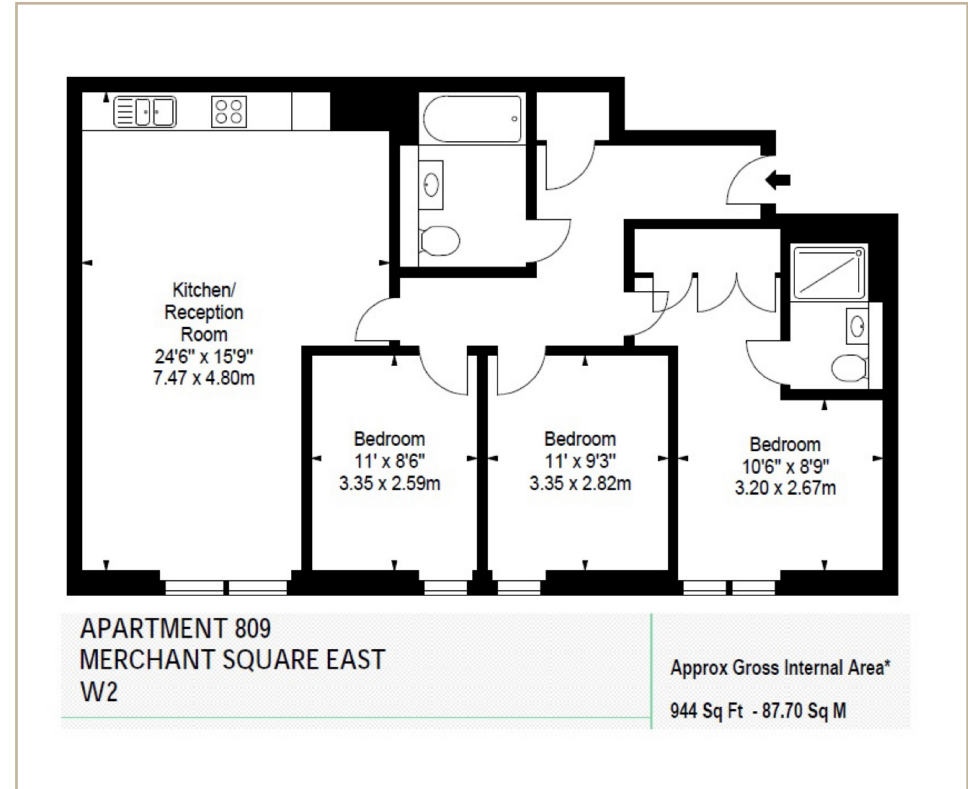 Kitchen/
Reception
Room
24'6" x 15'9"
7.47 x 4.80m
Bedroom
11' x 8'6"
3.35 x 2.59m
Bedroom
11' x 9'3"
3.35 x 2.82m
Bedroom
10'6" x 8'9"
3.20 x 2.67m
APARTMENT 809
MERCHANT SQUARE EAST
W2
Approx Gross Internal Area*
944 Sq Ft - 87.70 Sq M